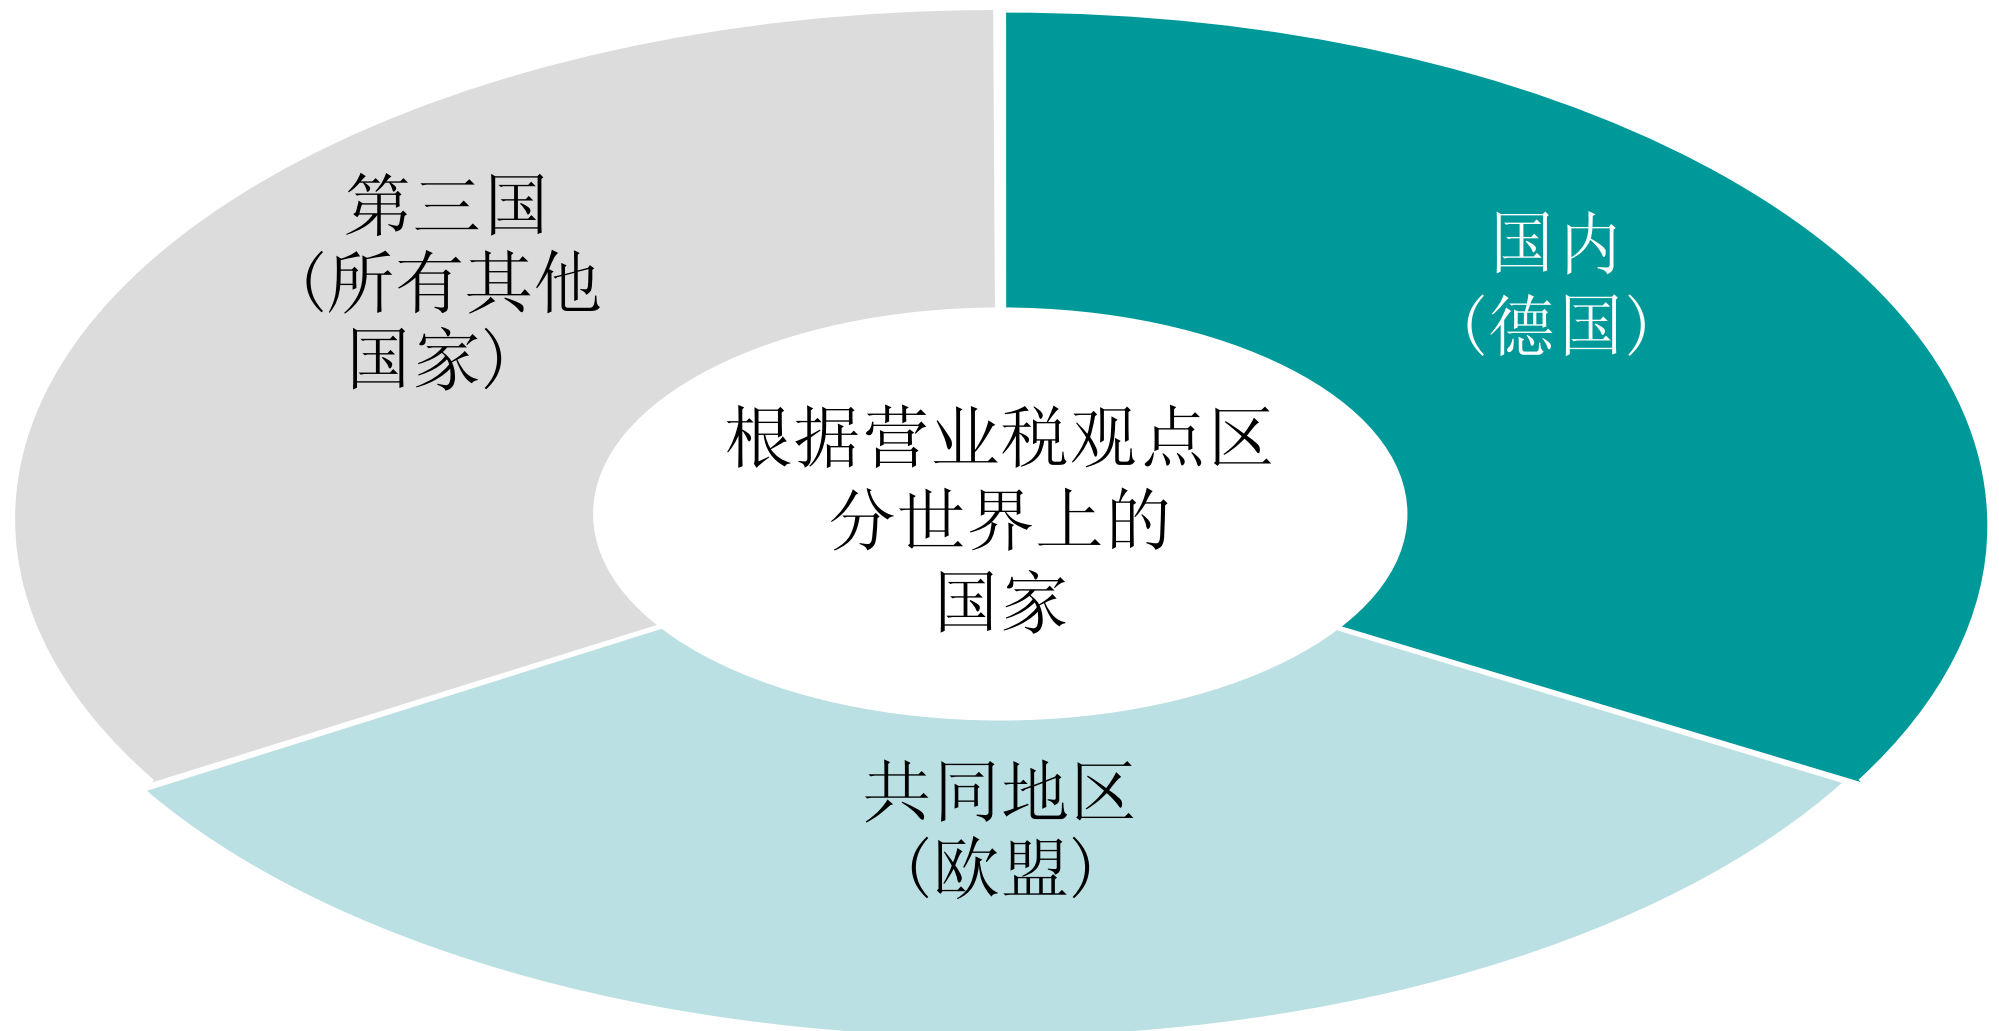 第三国
(所有其他
国家)
国内
(德国)
根据营业税观点区
分世界上的
国家
共同地区
(欧盟)